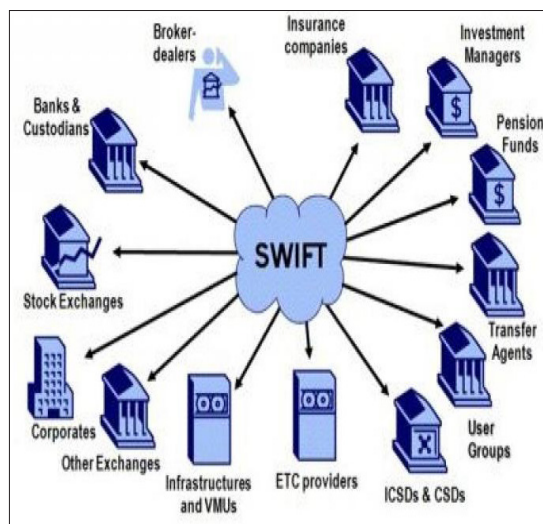 Broker-
dealers
Insurance
companies
Investment
Managers
Banks &
Custodians
Pension
Funds
SWIFT
Stock Exchanges
Transfer
Agents
Corporates
Other Exchanges
Infrastructures
and VMUs
ETC providers
ICSDs & CSDs
User
Groups
$
$